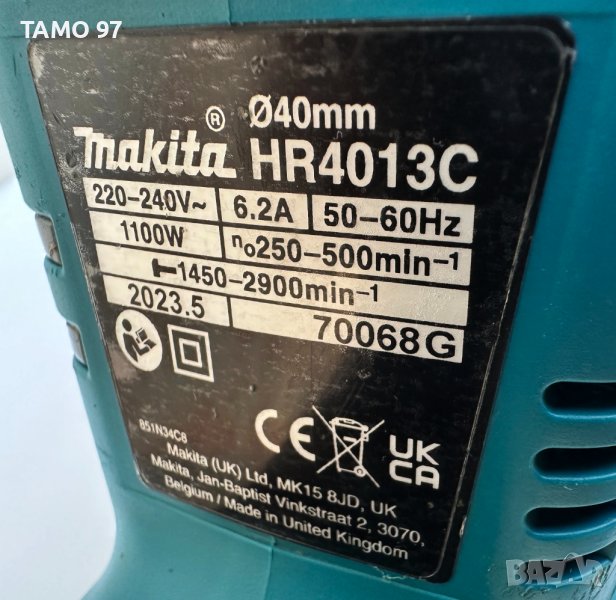 TAMO 97
Ø40mm
makita® HR4013C
220-240V~ 6.2A 50-60Hz
1100W n₀250-500min⁻¹
1450-2900min⁻¹
2023.5 70068G
851N34C8
CE UK CA
Makita (UK) Ltd, MK15 8JD, UK
Makita, Jan-Baptist Vinkstraat 2, 3070,
Belgium / Made in United Kingdom
BAZAR